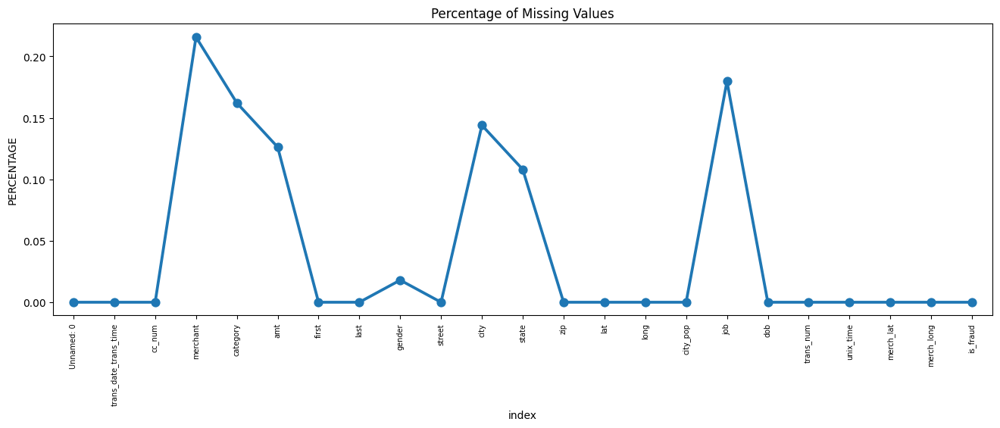 Percentage of Missing Values
PERCENTAGE
0.20
0.15
0.10
0.05
0.00
Unnamed: 0
trans_date_trans_time
cc_num
merchant
category
amt
first
last
gender
street
city
state
zip
lat
long
city_pop
job
dob
trans_num
unix_time
merch_lat
merch_long
is_fraud
index